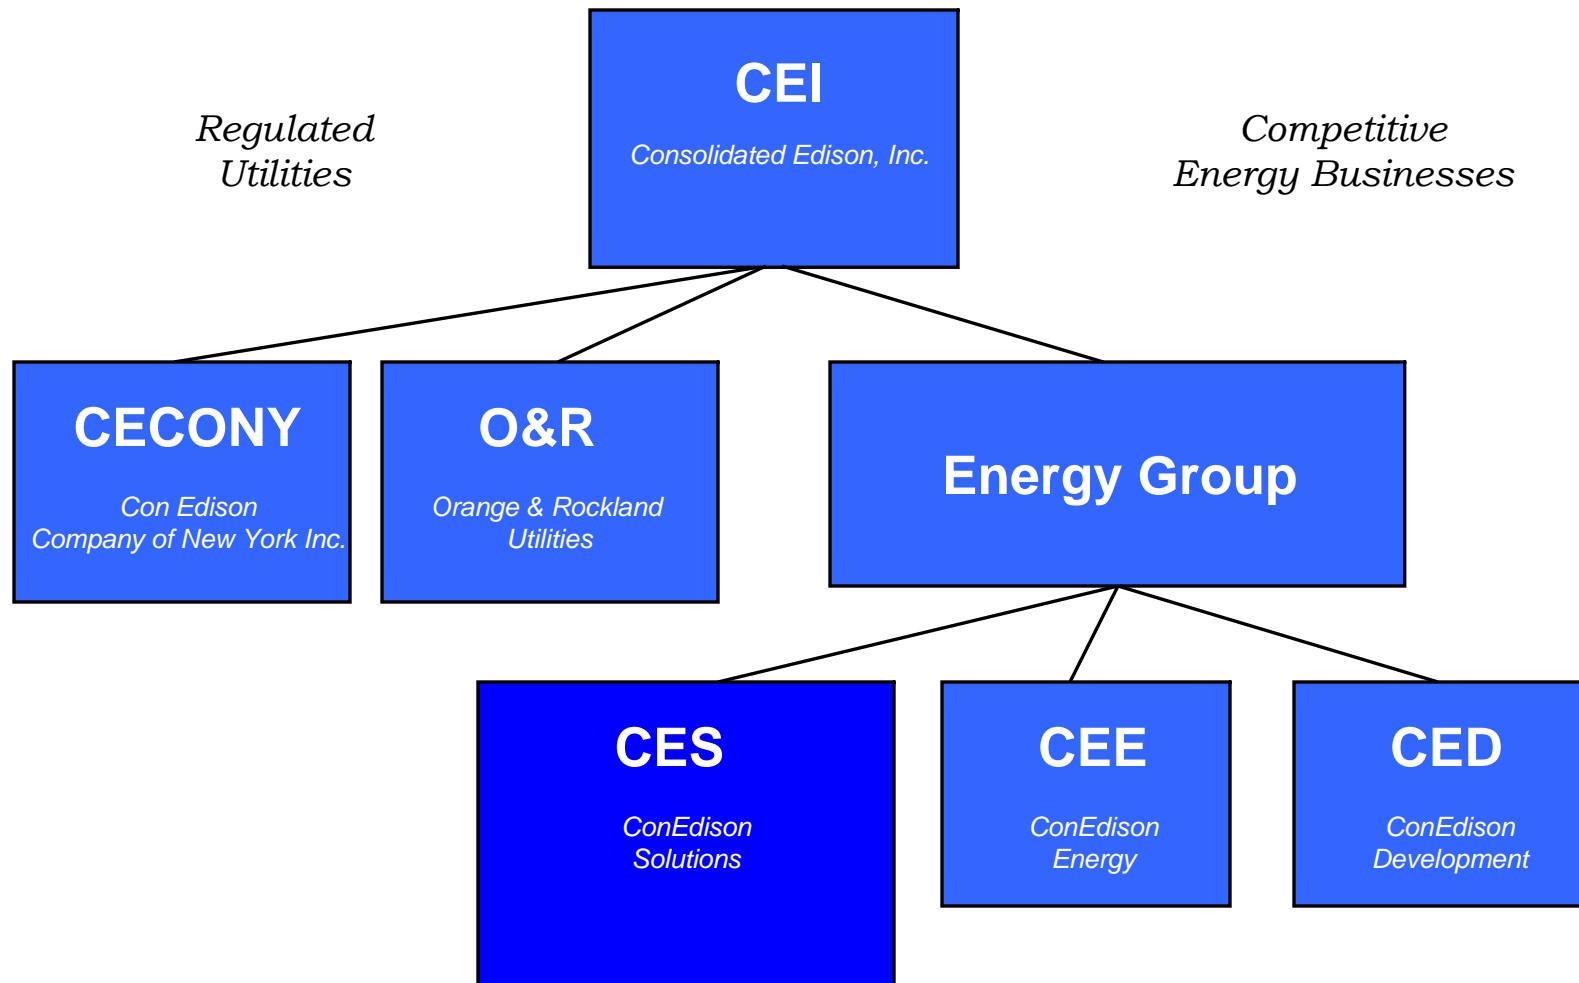 CEI
Consolidated Edison, Inc.
Regulated
Utilities
Competitive
Energy Businesses
CECONY
Con Edison
Company of New York Inc.
O&R
Orange & Rockland
Utilities
Energy Group
CES
ConEdison
Solutions
CEE
ConEdison
Energy
CED
ConEdison
Development